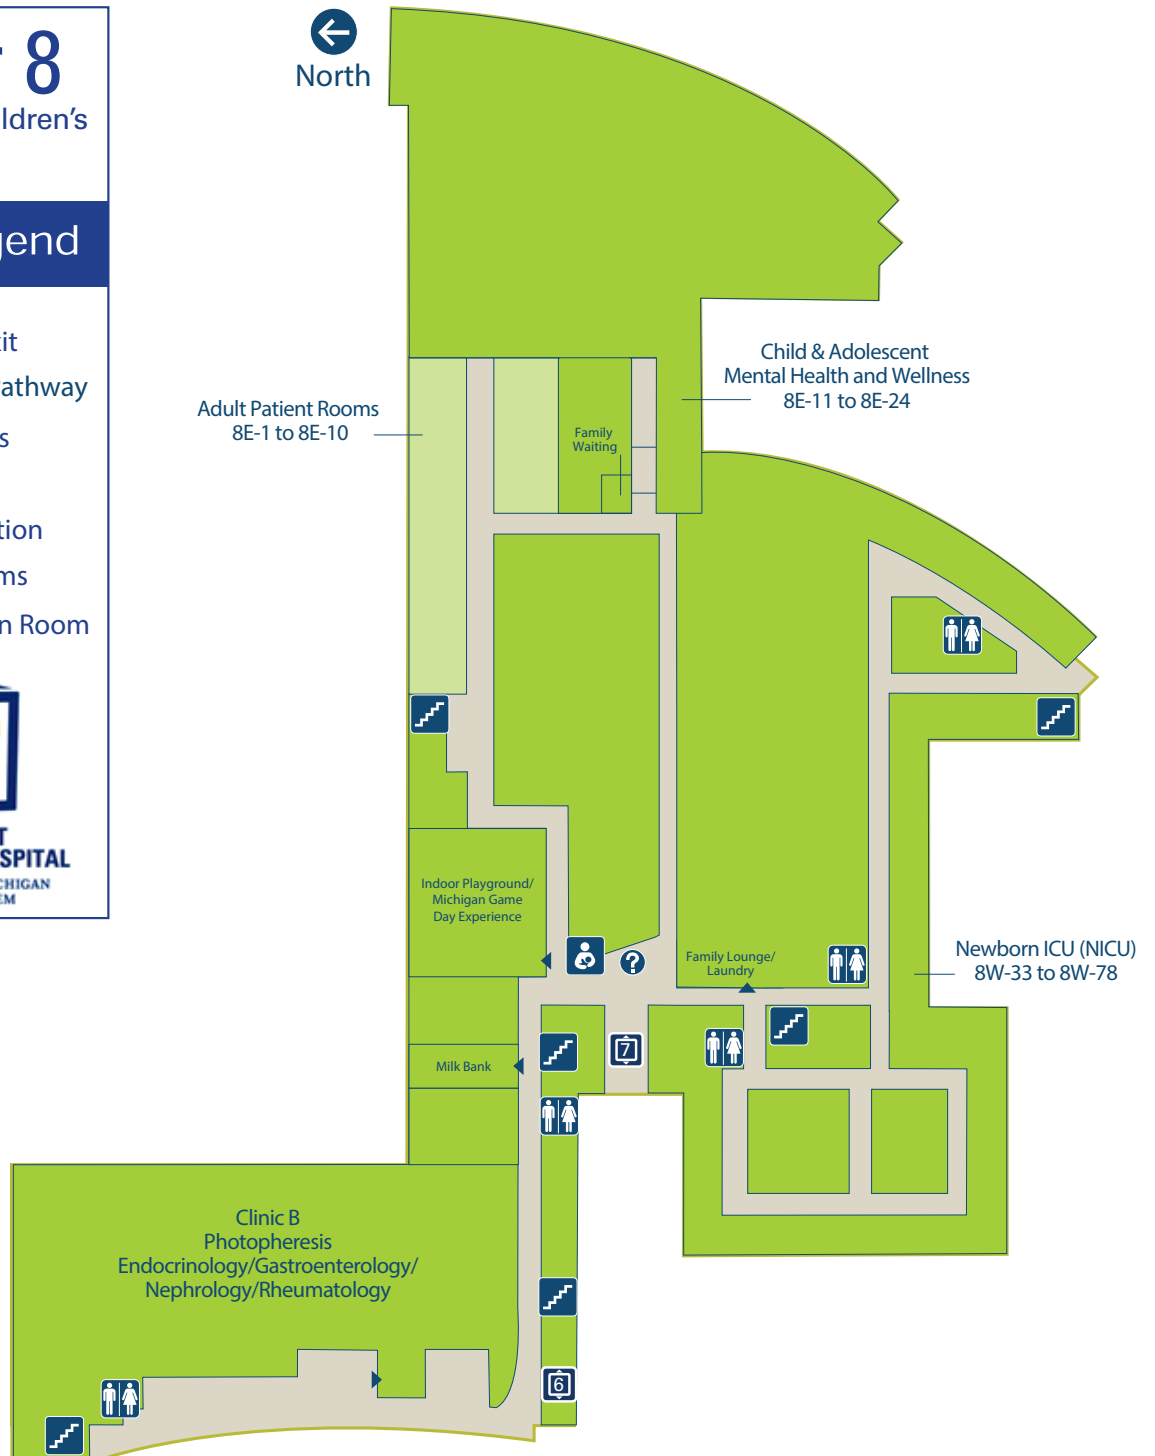 8
ldren's
gend
it
athway
s
tion
ms
n Room
T
SPITAL
CHIGAN
EM
North
Child & Adolescent
Mental Health and Wellness
8E-11 to 8E-24
Adult Patient Rooms
8E-1 to 8E-10
Family
Waiting
Indoor Playground/
Michigan Game
Day Experience
?
Family Lounge/
Laundry
Newborn ICU (NICU)
8W-33 to 8W-78
7
Milk Bank
Clinic B
Photopheresis
Endocrinology/Gastroenterology/
Nephrology/Rheumatology
6